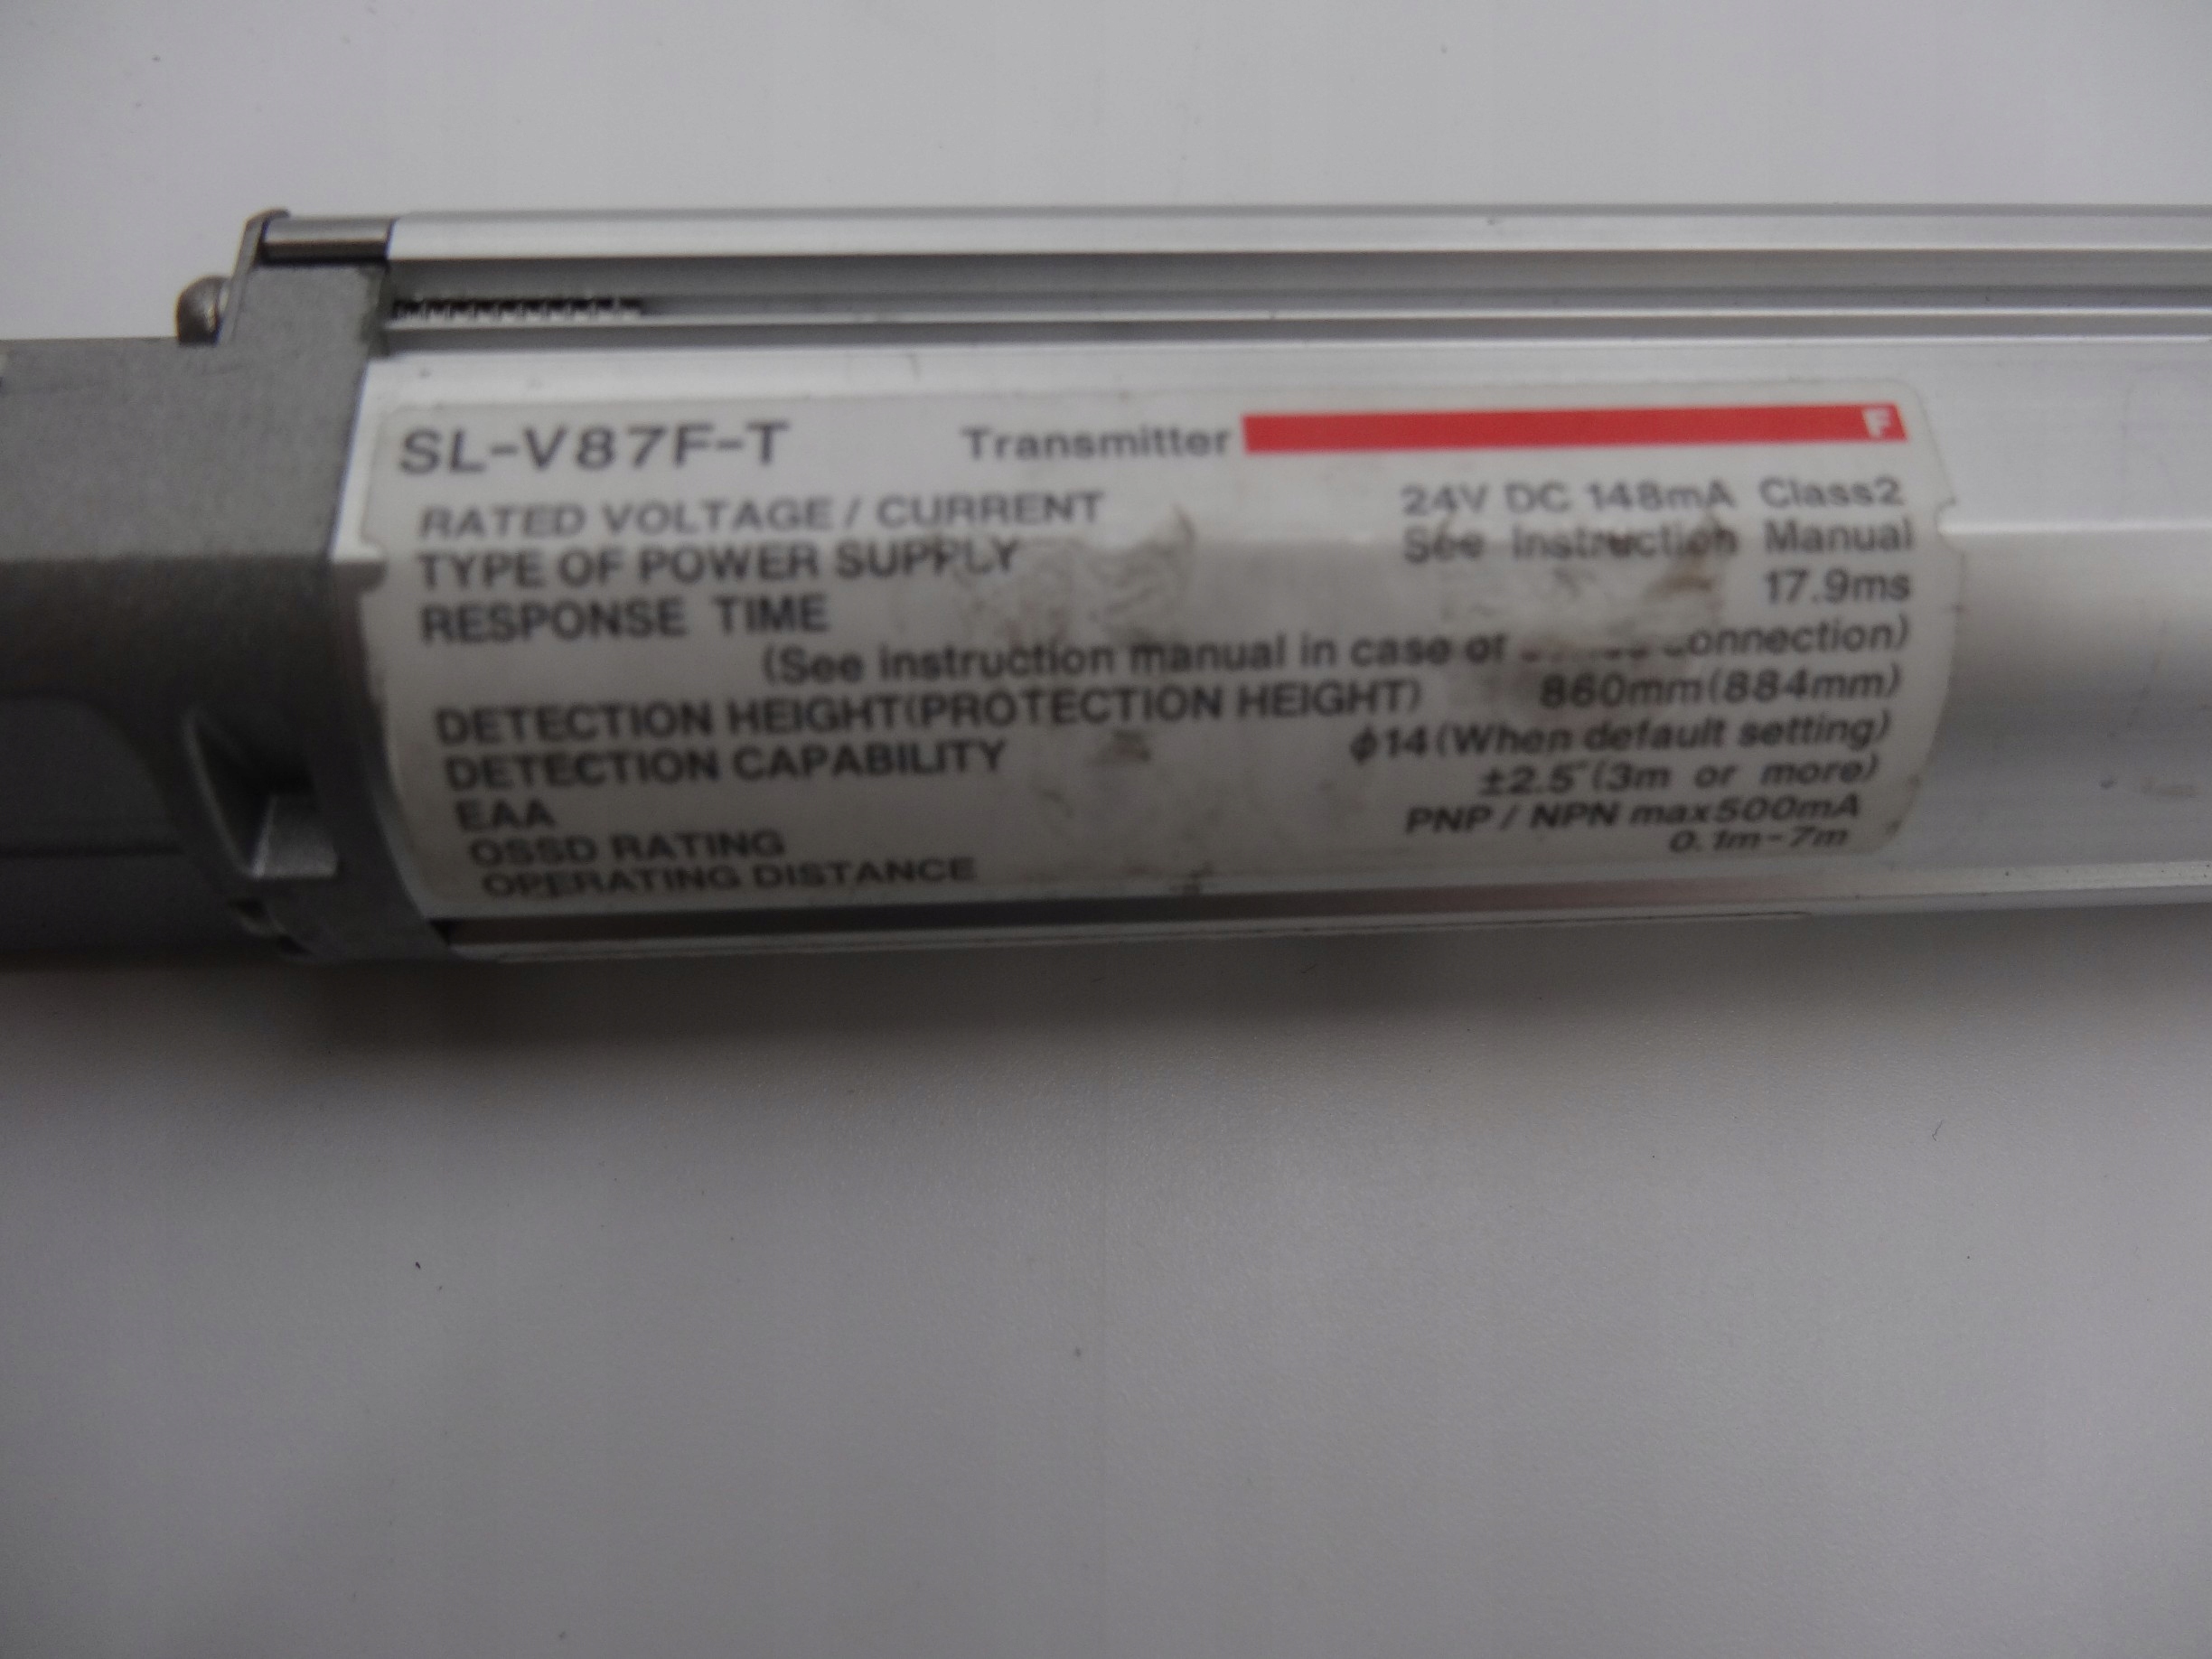 SL-V87F-T Transmitter F
RATED VOLTAGE / CURRENT 24V DC 148mA Class2
TYPE OF POWER SUPPLY See Instruction Manual
RESPONSE TIME 17.9ms
(See instruction manual in case of onnection)
DETECTION HEIGHT(PROTECTION HEIGHT) 860mm(884mm)
DETECTION CAPABILITY ϕ14(When default setting)
EAA ±2.5°(3m or more)
OSSD RATING PNP / NPN max500mA
OPERATING DISTANCE 0.1m-7m